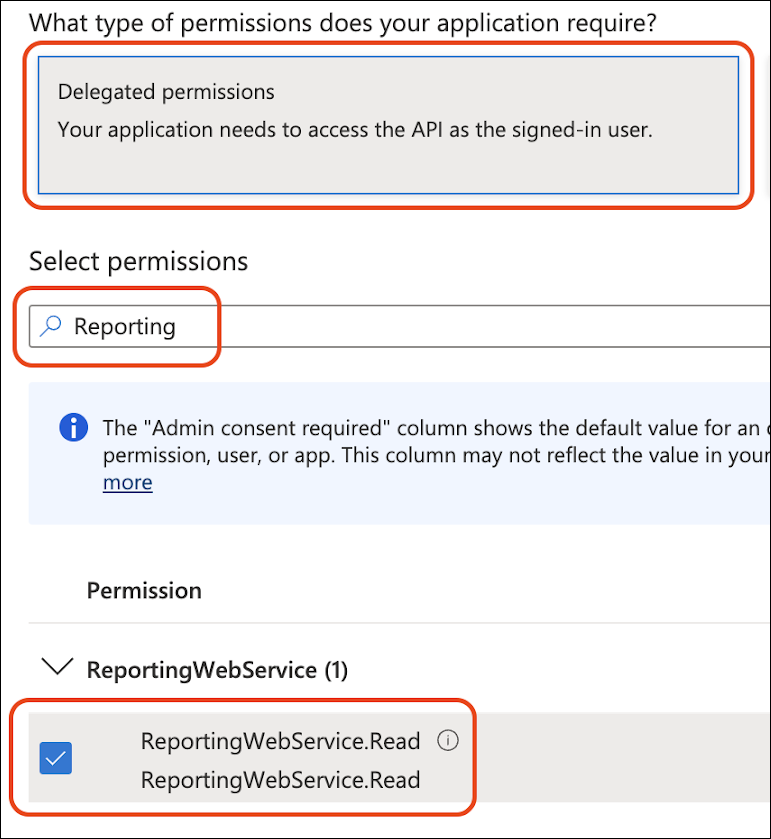 What type of permissions does your application require?
Delegated permissions
Your application needs to access the API as the signed-in user.
Select permissions
Reporting
The "Admin consent required" column shows the default value for an
permission, user, or app. This column may not reflect the value in your
more
Permission
ReportingWebService (1)
ReportingWebService.Read
ReportingWebService.Read